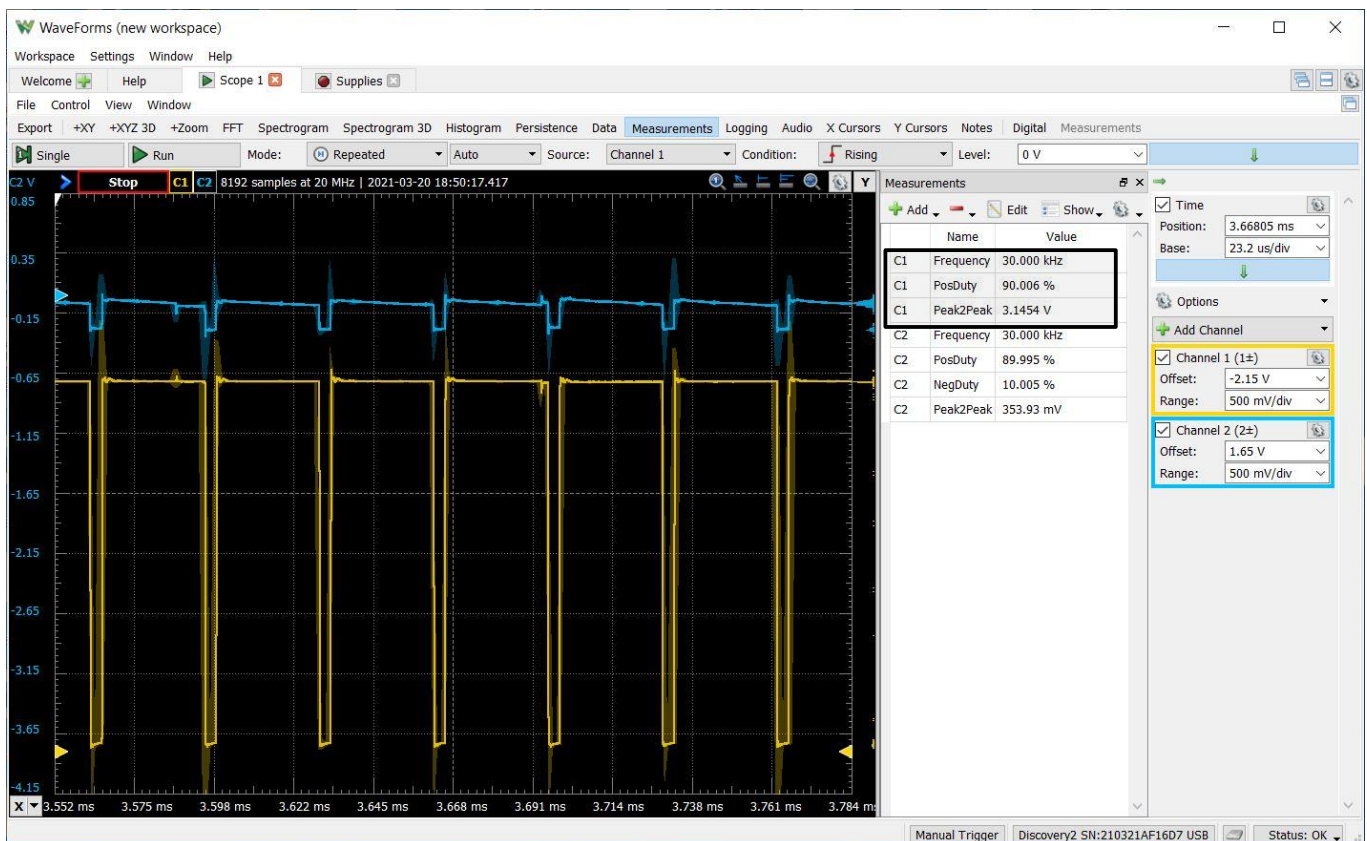 WaveForms (new workspace)
Workspace Settings Window Help
Welcome Help Scope 1 Supplies
File Control View Window
Export +XY +XYZ 3D +Zoom FFT Spectrogram Spectrogram 3D Histogram Persistence Data Measurements Logging Audio X Cursors Y Cursors Notes Digital Measurements
Single Run Mode: Repeated Auto Source: Channel 1 Condition: Rising Level: 0 V
C2 V Stop C1 C2 8192 samples at 20 MHz | 2021-03-20 18:50:17.417 Y
0.85
0.35
-0.15
-0.65
-1.15
-1.65
-2.15
-2.65
-3.15
-3.65
-4.15
X 3.552 ms 3.575 ms 3.598 ms 3.622 ms 3.645 ms 3.668 ms 3.691 ms 3.714 ms 3.738 ms 3.761 ms 3.784 m
Measurements
Add Edit Show
Name Value
C1 Frequency 30.000 kHz
C1 PosDuty 90.006 %
C1 Peak2Peak 3.1454 V
C2 Frequency 30.000 kHz
C2 PosDuty 89.995 %
C2 NegDuty 10.005 %
C2 Peak2Peak 353.93 mV
Time
Position: 3.66805 ms
Base: 23.2 us/div
Options
Add Channel
Channel 1 (1±)
Offset: -2.15 V
Range: 500 mV/div
Channel 2 (2±)
Offset: 1.65 V
Range: 500 mV/div
Manual Trigger Discovery2 SN:210321AF16D7 USB Status: OK